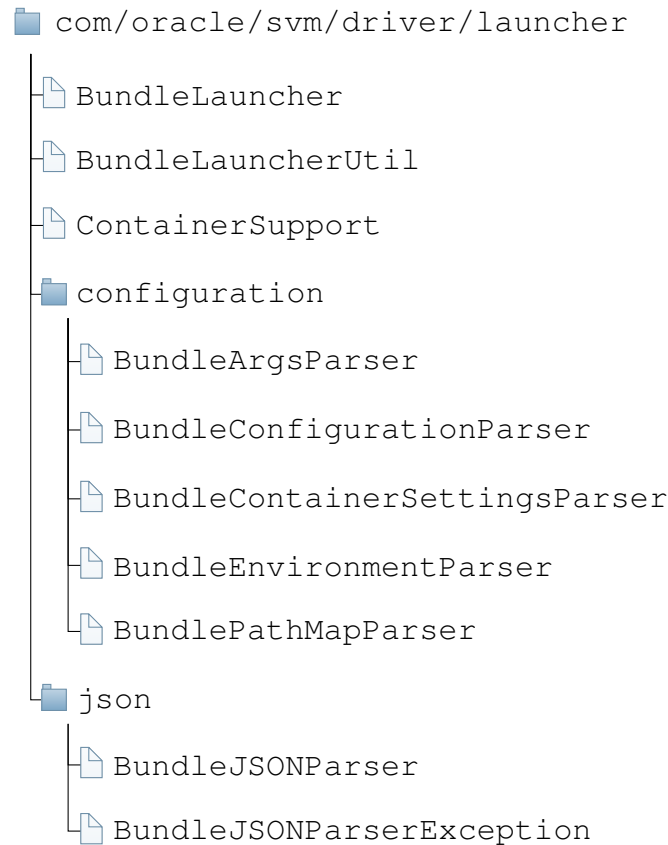 com/oracle/svm/driver/launcher
BundleLauncher
BundleLauncherUtil
ContainerSupport
configuration
BundleArgsParser
BundleConfigurationParser
BundleContainerSettingsParser
BundleEnvironmentParser
BundlePathMapParser
json
BundleJSONParser
BundleJSONParserException